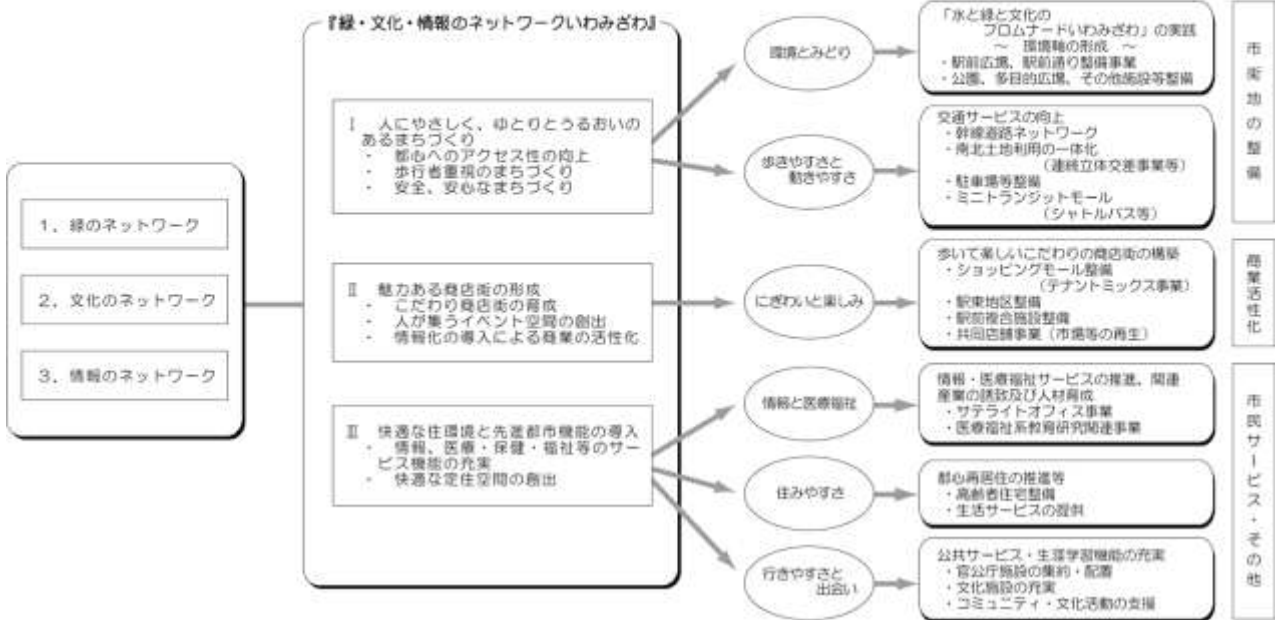 1．緑のネットワーク
2．文化のネットワーク
3．情報のネットワーク
『緑・文化・情報のネットワークいわみざわ』
Ⅰ　人にやさしく、ゆとりとうるおいの
あるまちづくり
・　都心へのアクセス性の向上
・　歩行者重視のまちづくり
・　安全、安心なまちづくり
Ⅱ　魅力ある商店街の形成
・　こだわり商店街の育成
・　人が集うイベント空間の創出
・　情報化の導入による商業の活性化
Ⅲ　快適な住環境と先進都市機能の導入
・　情報、医療・保健・福祉等のサー
ビス機能の充実
・　快適な定住空間の創出
環境とみどり
歩きやすさと
動きやすさ
にぎわいと楽しみ
情報と医療福祉
住みやすさ
行きやすさと
出会い
「水と緑と文化の
プロムナードいわみざわ」の実践
～　環境軸の形成　～
・駅前広場、駅前通り整備事業
・公園、多目的広場、その他施設等整備
交通サービスの向上
・幹線道路ネットワーク
・南北土地利用の一体化
（連続立体交差事業等）
・駐車場等整備
・ミニトランジットモール
（シャトルバス等）
歩いて楽しいこだわりの商店街の構築
・ショッピングモール整備
（テナントミックス事業）
・駅東地区整備
・駅前複合施設整備
・共同店舗事業（市場等の再生）
情報・医療福祉サービスの推進、関連
産業の誘致及び人材育成
・サテライトオフィス事業
・医療福祉系教育研究関連事業
都心再居住の推進等
・高齢者住宅整備
・生活サービスの提供
公共サービス・生涯学習機能の充実
・官公庁施設の集約・配置
・文化施設の充実
・コミュニティ・文化活動の支援
市街地の整備
商業活性化
市民サービス・その他